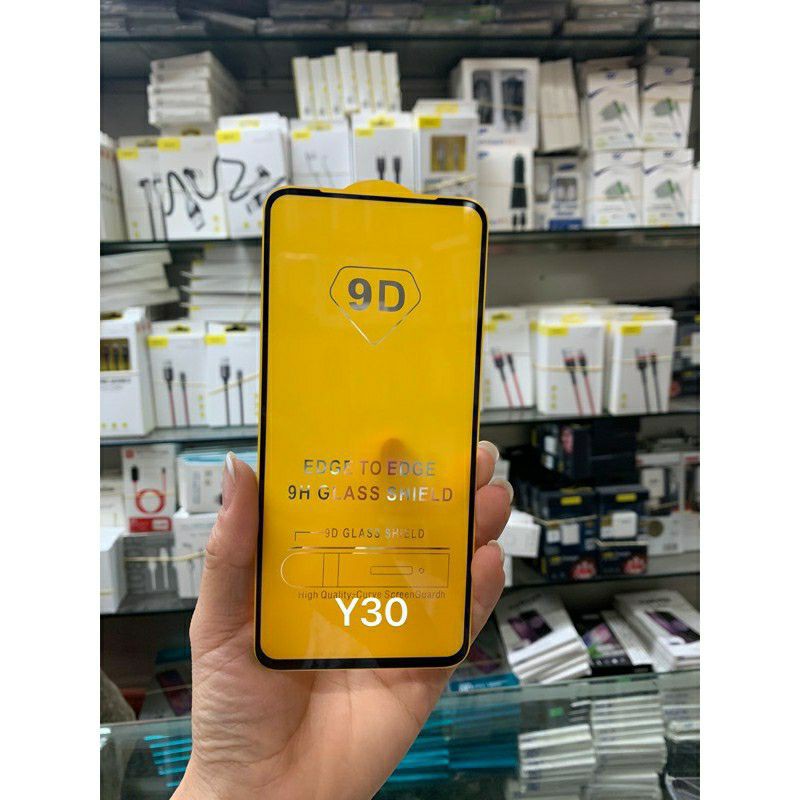 9D
EDGE TO EDGE
9H GLASS SHIELD
9D GLASS SHIELD
High Quality-Curve ScreenGuardh
Y30